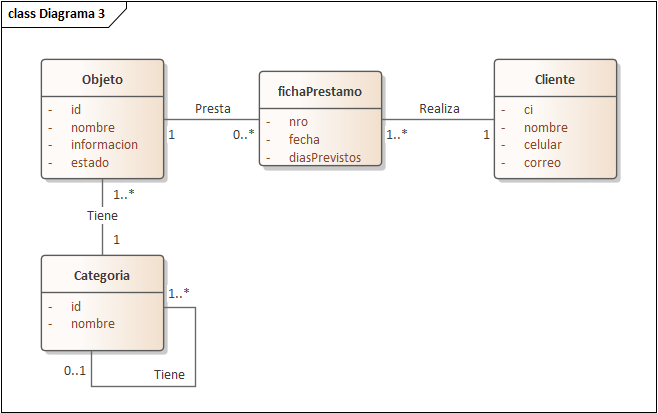 class Diagrama 3
Objeto
- id
- nombre
- informacion
- estado
Presta
1
0..*
fichaPrestamo
- nro
- fecha
- diasPrevistos
Realiza
1..*
1
Cliente
- ci
- nombre
- celular
- correo
1..*
Tiene
1
Categoria
- id
- nombre
1..*
0..1
Tiene